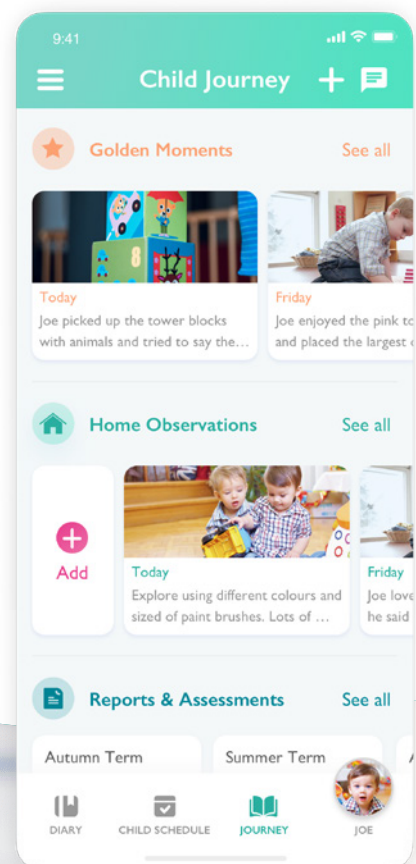 9:41
Child Journey
Golden Moments
See all
8
Today
Joe picked up the tower blocks
with animals and tried to say the...
Friday
Joe enjoyed the pink
and placed the largest
Home Observations
See all
Add
Today
Explore using different colours and
sized of paint brushes. Lots of ...
Friday
Joe
he said
Reports & Assessments
See all
Autumn Term
Summer Term
DIARY
CHILD SCHEDULE
JOURNEY
JOE